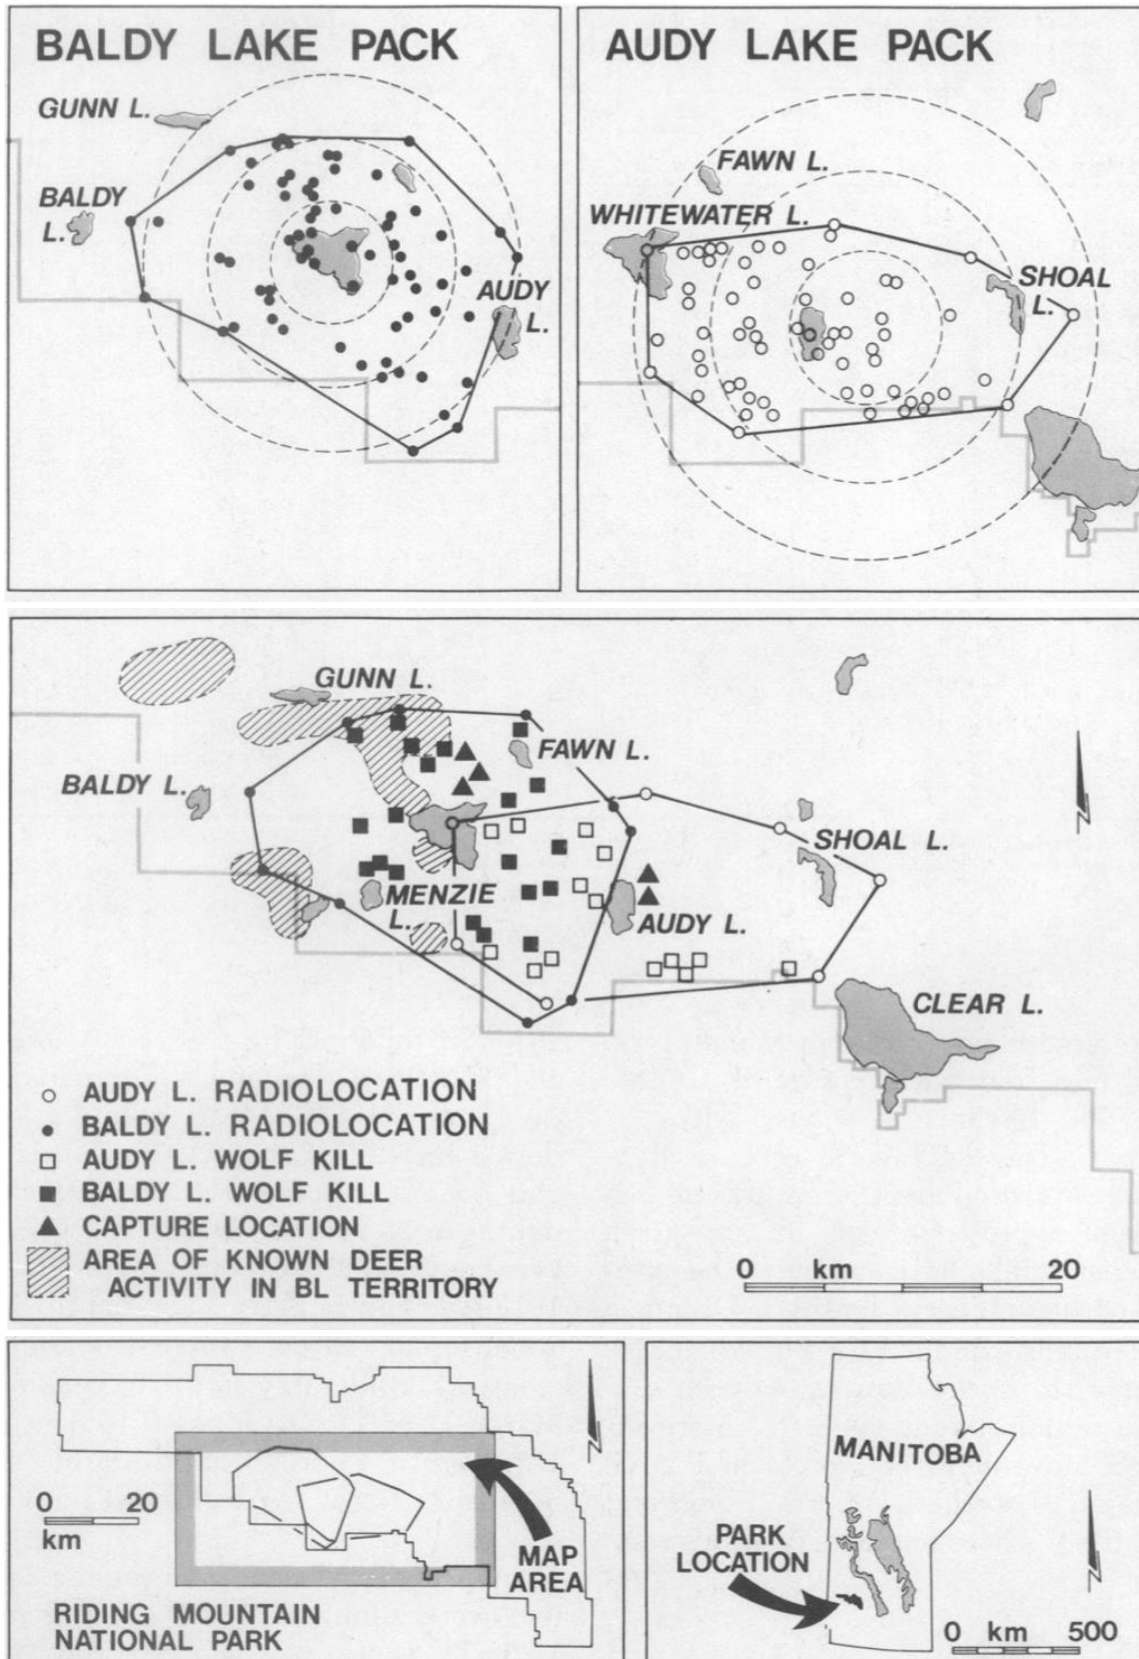 BALDY LAKE PACK
GUNN L.
BALDY
L.
AUDY
L.
AUDY LAKE PACK
FAWN L.
WHITEWATER L.
SHOAL
L.
GUNN L.
FAWN L.
BALDY L.
SHOAL L.
MENZIE
L.
AUDY L.
CLEAR L.
AUDY L. RADIOLOCATION
BALDY L. RADIOLOCATION
AUDY L. WOLF KILL
BALDY L. WOLF KILL
CAPTURE LOCATION
AREA OF KNOWN DEER
ACTIVITY IN BL TERRITORY
0 km 20
0 20
km
MAP
AREA
RIDING MOUNTAIN
NATIONAL PARK
MANITOBA
PARK
LOCATION
0 km 500